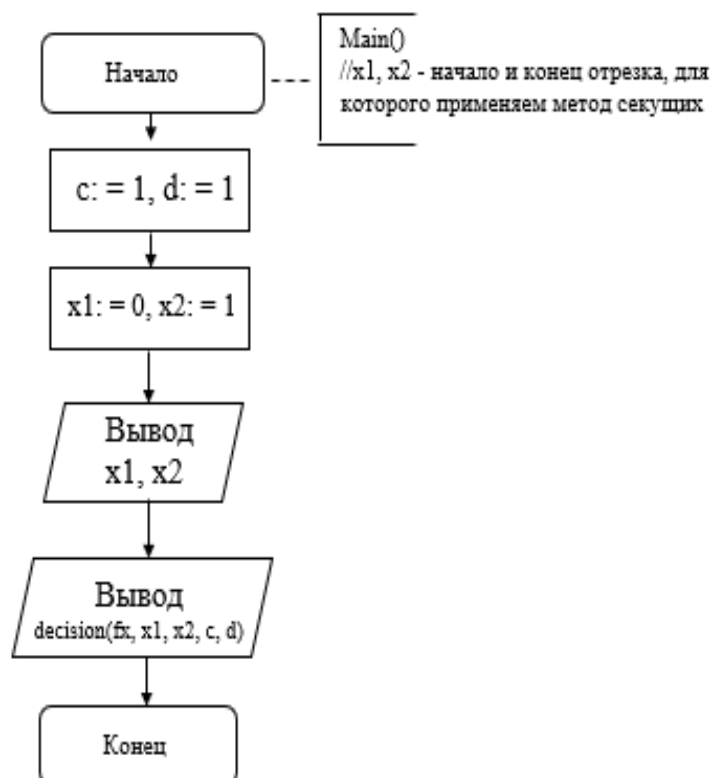 Начало
Main()
//x1, x2 - начало и конец отрезка, для
которого применяем метод секущих
c: = 1, d: = 1
x1: = 0, x2: = 1
Вывод
x1, x2
Вывод
decision(fx, x1, x2, c, d)
Конец